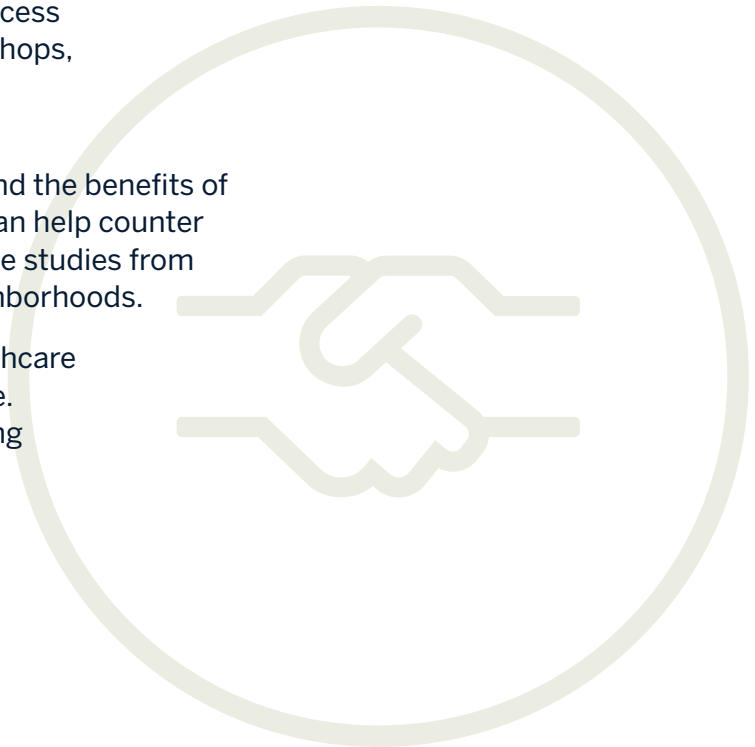 cess
hops,
nd the benefits of
an help counter
e studies from
nborhoods.
hcare
e.
ng